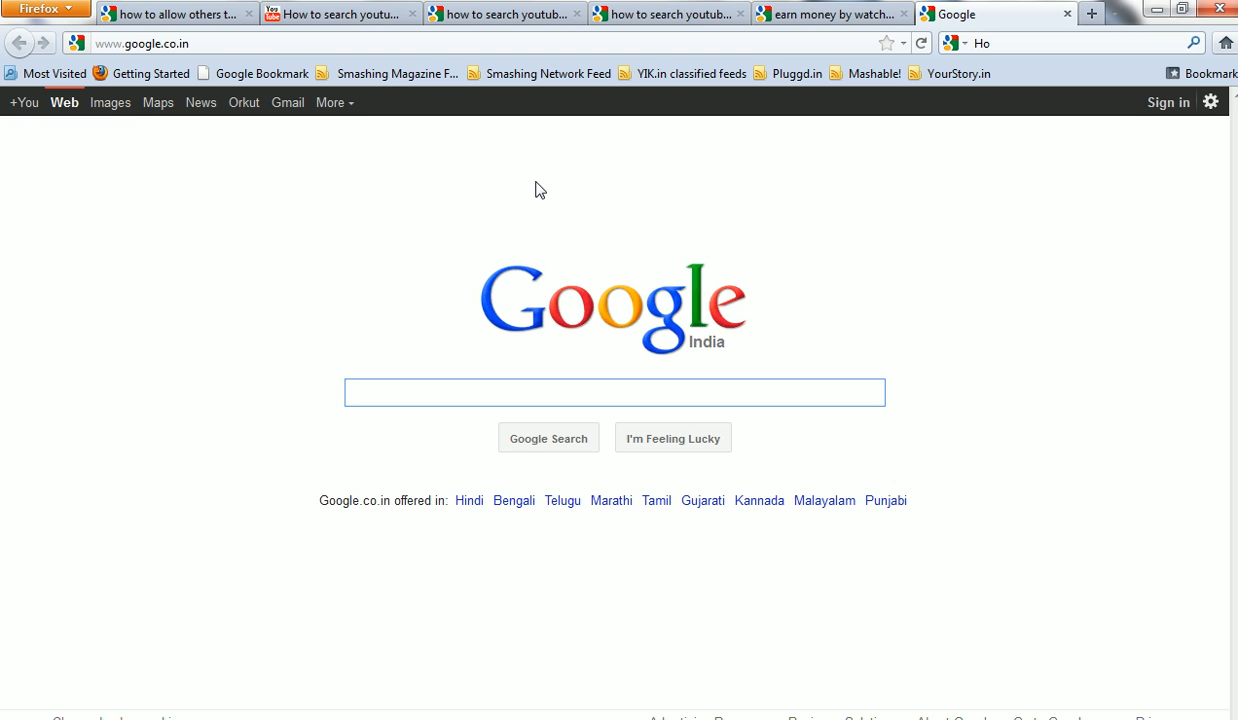 Firefox
how to allow others t...
You Tube How to search youtu...
how to search youtub...
how to search youtub...
earn money by watch...
Google
www.google.co.in
Ho
Most Visited
Getting Started
Google Bookmark
Smashing Magazine F...
Smashing Network Feed
YIK.in classified feeds
Pluggd.in
Mashable!
YourStory.in
Bookmark
+You Web Images Maps News Orkut Gmail More
Sign in
Google
India
Google Search
I'm Feeling Lucky
Google.co.in offered in: Hindi Bengali Telugu Marathi Tamil Gujarati Kannada Malayalam Punjabi